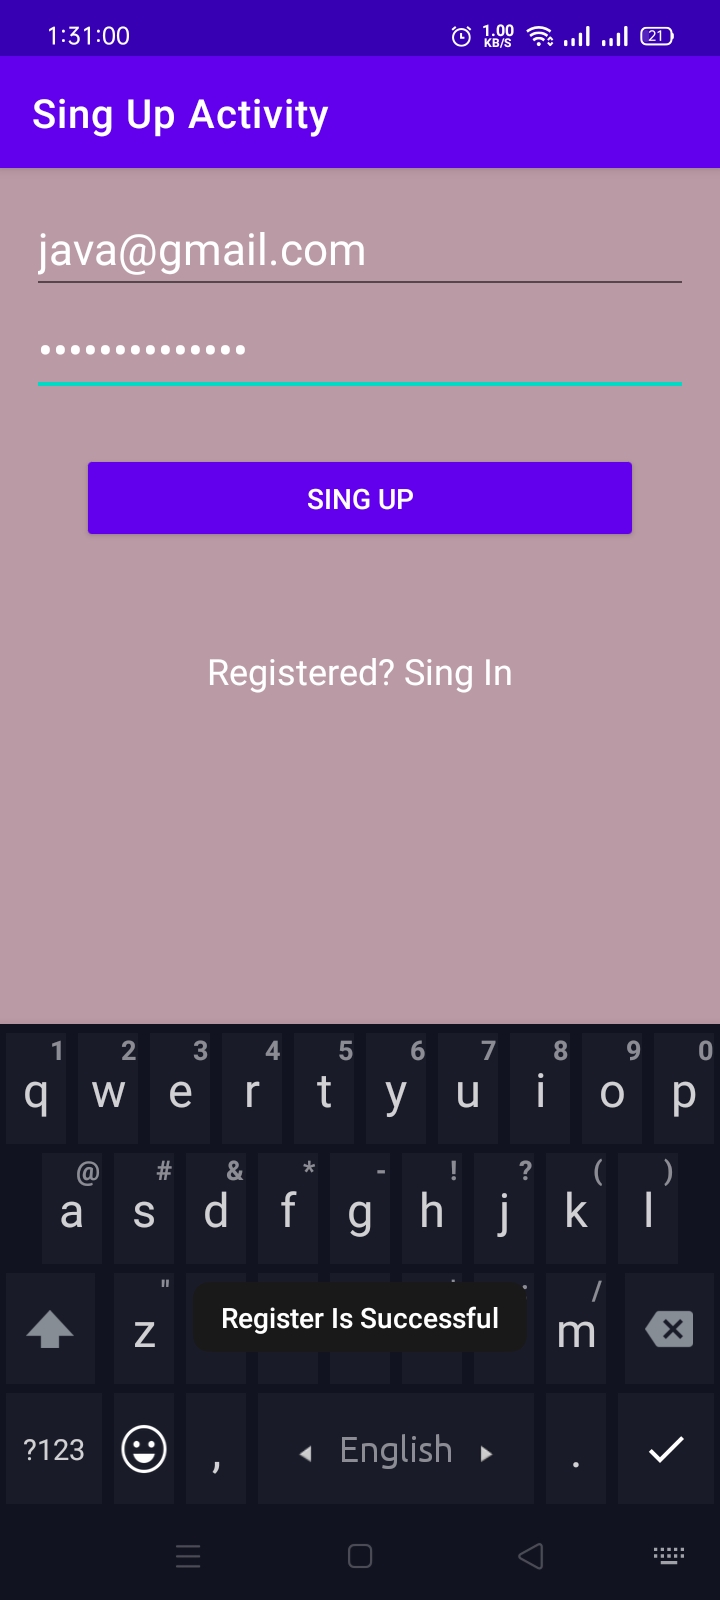 1:31:00 1.00 KB/S 21
Sing Up Activity
java@gmail.com
••••••••••••••
SING UP
Registered? Sing In
1 2 3 4 5 6 7 8 9 0
q w e r t y u i o p
@ # & * - ! ? ( )
a s d f g h j k l
" /
z m
Register Is Successful
?123 , English .